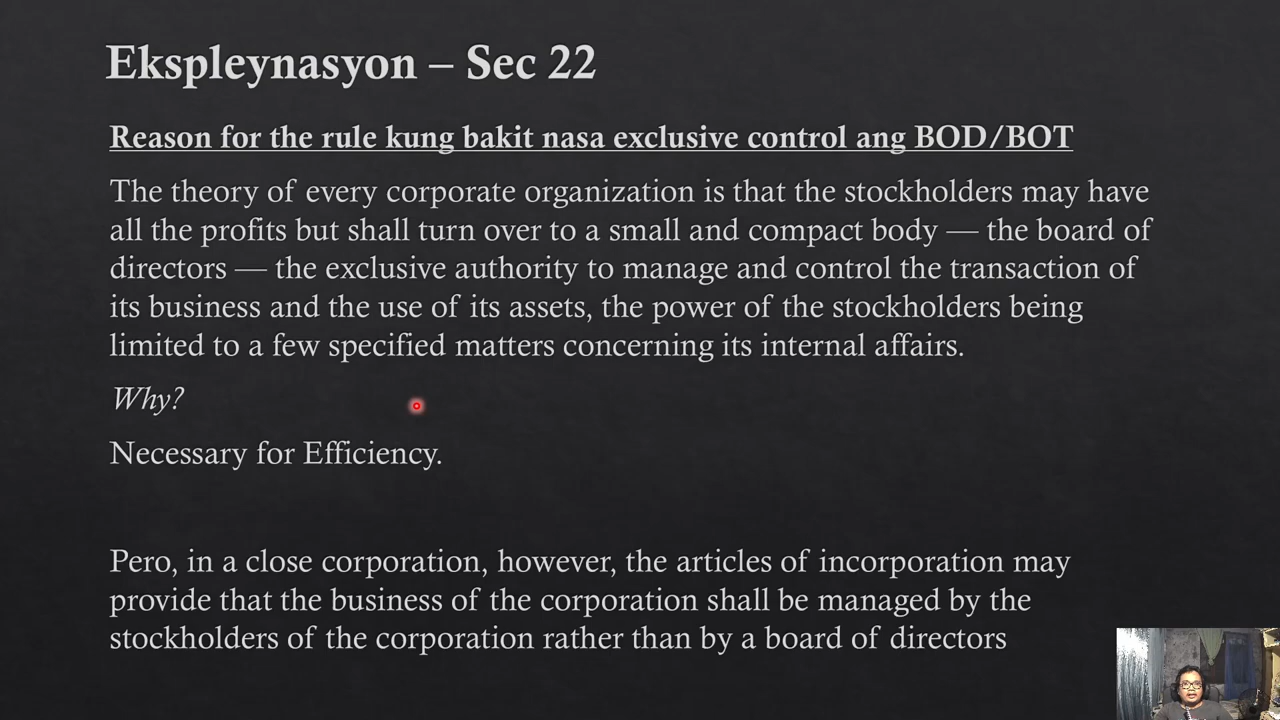 Ekspleynasyon – Sec 22
Reason for the rule kung bakit nasa exclusive control ang BOD/BOT
The theory of every corporate organization is that the stockholders may have
all the profits but shall turn over to a small and compact body — the board of
directors — the exclusive authority to manage and control the transaction of
its business and the use of its assets, the power of the stockholders being
limited to a few specified matters concerning its internal affairs.
Why?
Necessary for Efficiency.
Pero, in a close corporation, however, the articles of incorporation may
provide that the business of the corporation shall be managed by the
stockholders of the corporation rather than by a board of directors